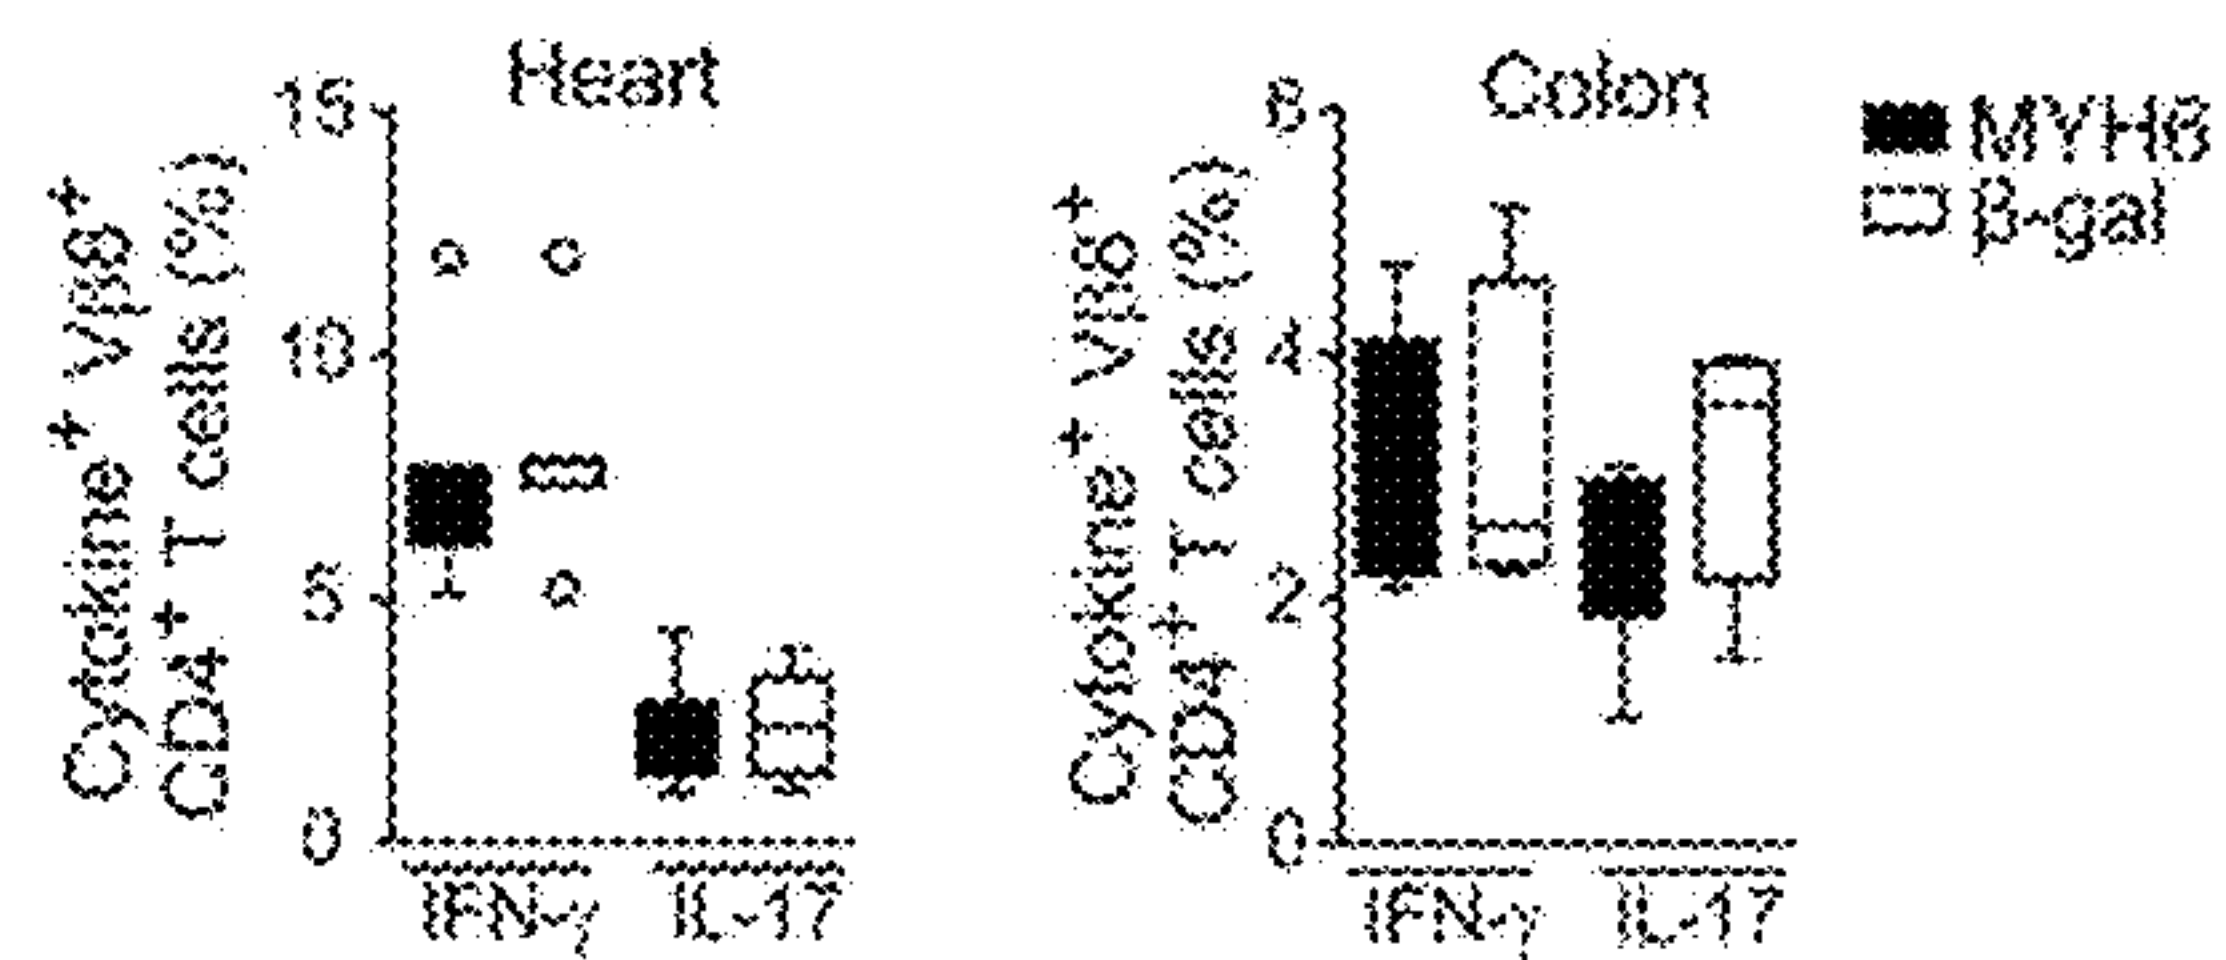 Heart
Cytokine⁺ Vβ8⁺
CD4⁺ T cells (%)
15
10
5
0
IFN-γ IL-17
Colon
Cytokine⁺ Vβ8⁺
CD4⁺ T cells (%)
6
4
2
0
IFN-γ IL-17
MYH6
β-gal